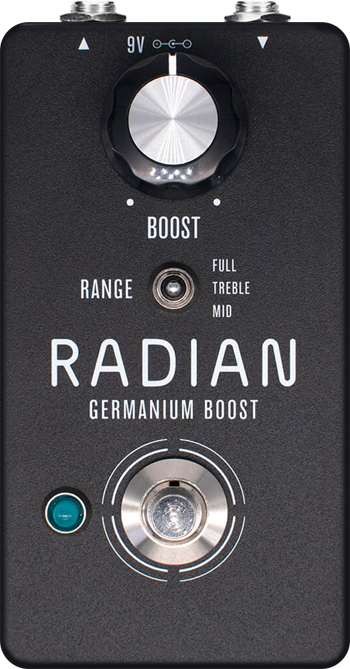 9V
BOOST
RANGE
FULL
TREBLE
MID
RADIAN
GERMANIUM BOOST